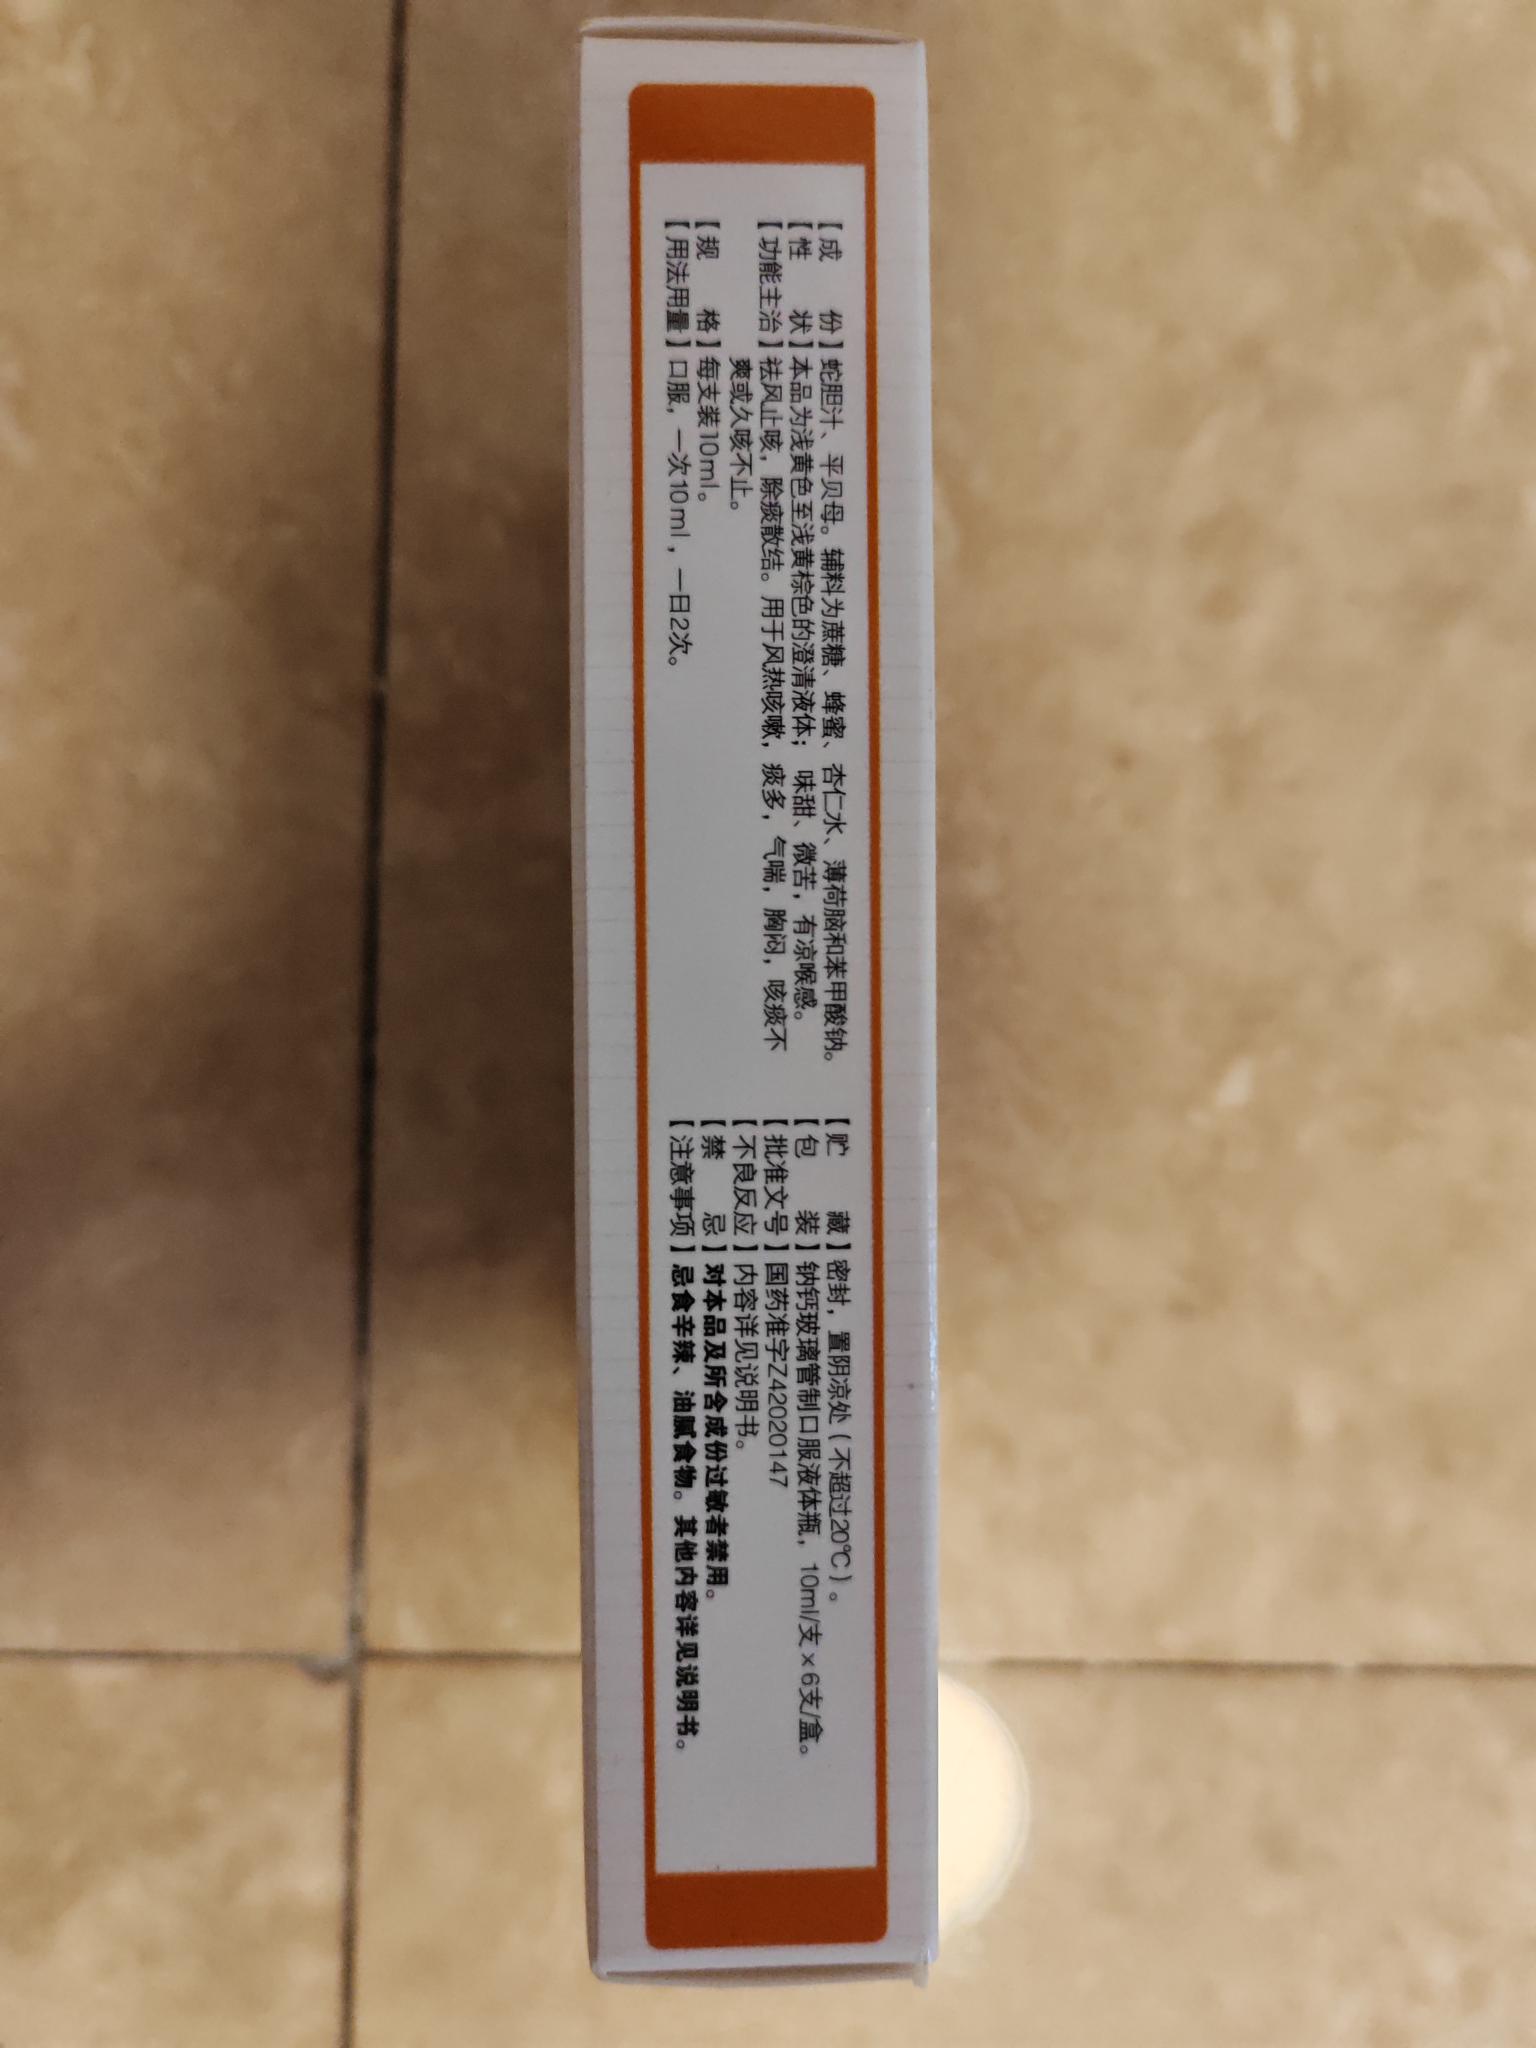 【成　　份】蛇胆汁、平贝母。辅料为蔗糖、蜂蜜、杏仁水、薄荷脑和苯甲酸钠。
【性　　状】本品为浅黄色至浅黄棕色的澄清液体；味甜、微苦，有凉喉感。
【功能主治】祛风止咳，除痰散结。用于风热咳嗽，痰多，气喘，胸闷，咳痰不
爽或久咳不止。
【规　　格】每支装10ml。
【用法用量】口服，一次10ml，一日2次。
【贮　　藏】密封，置阴凉处（不超过20℃）。
【包　　装】钠钙玻璃管制口服液体瓶，10ml/支×6支/盒。
【批准文号】国药准字Z42020147
【不良反应】内容详见说明书。
【禁　　忌】对本品及所含成份过敏者禁用。
【注意事项】忌食辛辣、油腻食物。其他内容详见说明书。